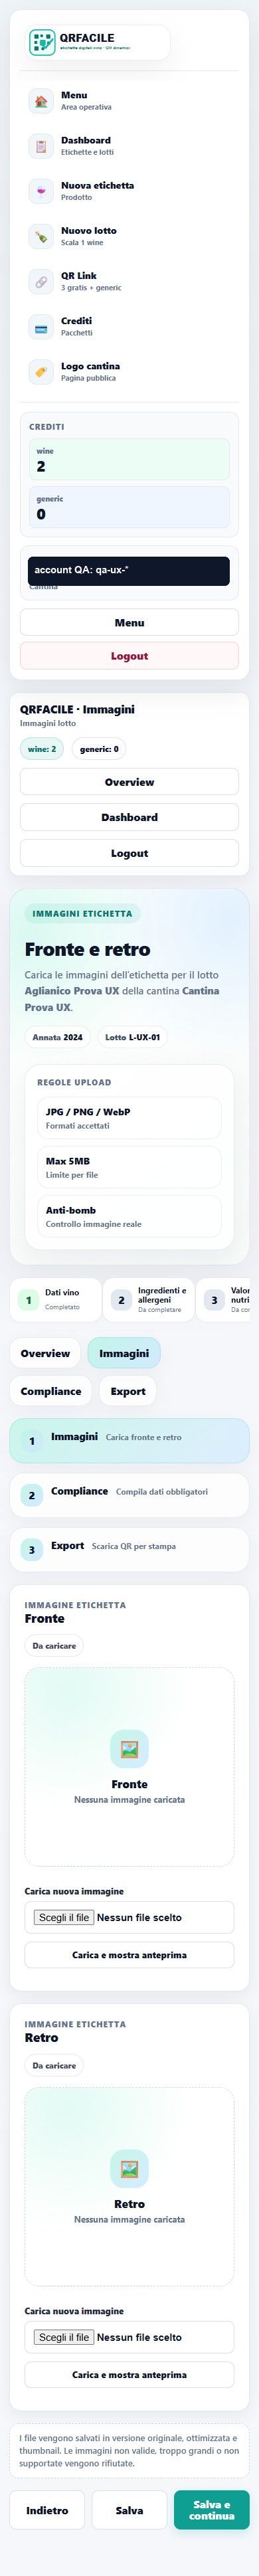 QRFACILE
etichette digitali vino · QR dinamici
Menu
Area operativa
Dashboard
Etichette e lotti
Nuova etichetta
Prodotto
Nuovo lotto
Scala 1 wine
QR Link
3 gratis + generic
Crediti
Pacchetti
Logo cantina
Pagina pubblica
CREDITI
wine
2
generic
0
account QA: qa-ux-*
Cantina
Menu
Logout
QRFACILE · Immagini
Immagini lotto
wine: 2
generic: 0
Overview
Dashboard
Logout
IMMAGINI ETICHETTA
Fronte e retro
Carica le immagini dell'etichetta per il lotto
Aglianico Prova UX della cantina Cantina
Prova UX.
Annata 2024
Lotto L-UX-01
REGOLE UPLOAD
JPG / PNG / WebP
Formati accettati
Max 5MB
Limite per file
Anti-bomb
Controllo immagine reale
1
Dati vino
Completato
2
Ingredienti e
allergeni
Da completare
3
Valor
nutri
Da co
Overview
Immagini
Compliance
Export
1 Immagini Carica fronte e retro
2 Compliance Compila dati obbligatori
3 Export Scarica QR per stampa
IMMAGINE ETICHETTA
Fronte
Da caricare
Fronte
Nessuna immagine caricata
Carica nuova immagine
Scegli il file Nessun file scelto
Carica e mostra anteprima
IMMAGINE ETICHETTA
Retro
Da caricare
Retro
Nessuna immagine caricata
Carica nuova immagine
Scegli il file Nessun file scelto
Carica e mostra anteprima
I file vengono salvati in versione originale, ottimizzata e
thumbnail. Le immagini non valide, troppo grandi o non
supportate vengono rifiutate.
Indietro
Salva
Salva e
continua